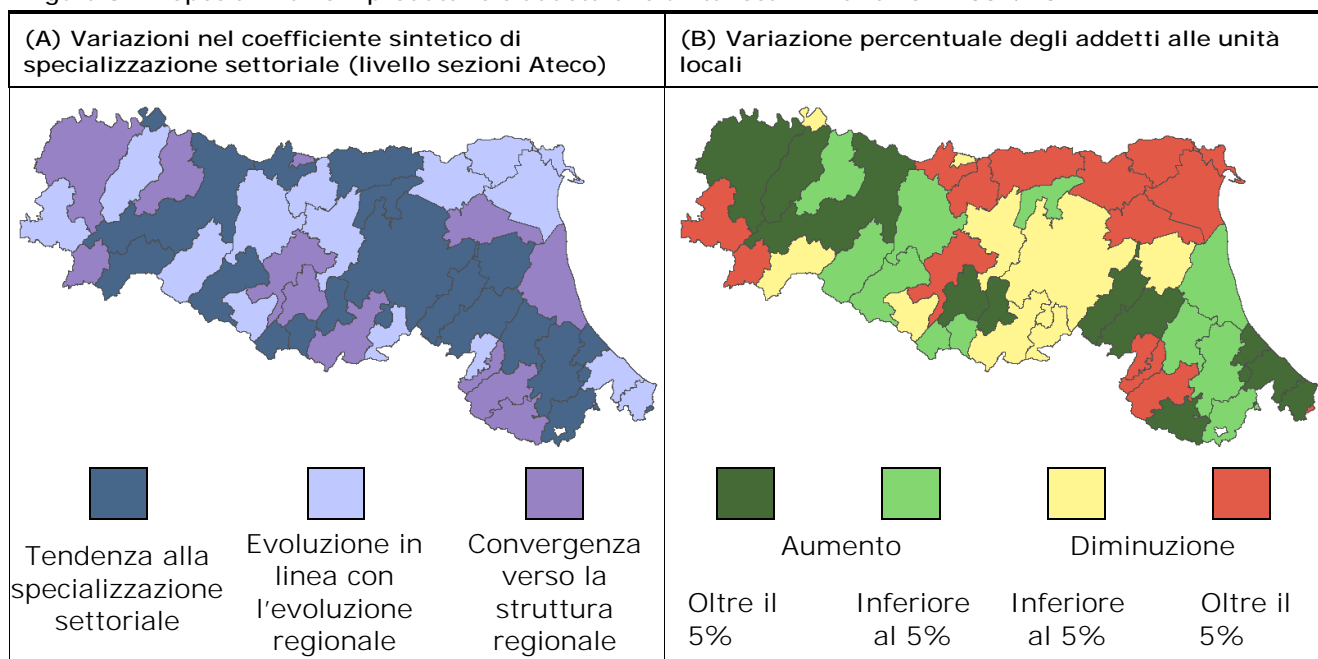 (A) Variazioni nel coefficiente sintetico di
specializzazione settoriale (livello sezioni Ateco)
(B) Variazione percentuale degli addetti alle unità
locali
Tendenza alla
specializzazione
settoriale
Evoluzione in
linea con
l'evoluzione
regionale
Convergenza
verso la
struttura
regionale
Aumento
Diminuzione
Oltre il
5%
Inferiore
al 5%
Inferiore
al 5%
Oltre il
5%